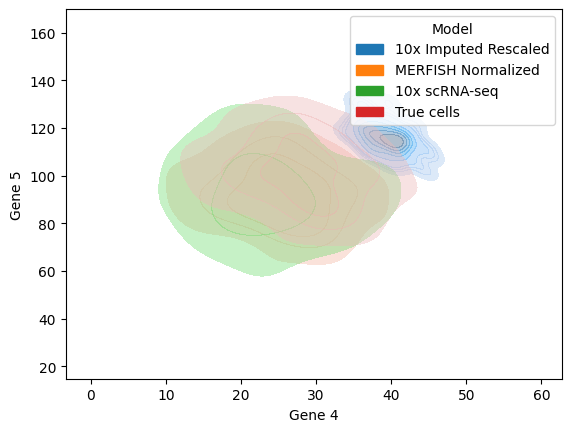 Model
10x Imputed Rescaled
MERFISH Normalized
10x scRNA-seq
True cells
160
140
120
100
80
60
40
20
Gene 5
0 10 20 30 40 50 60
Gene 4